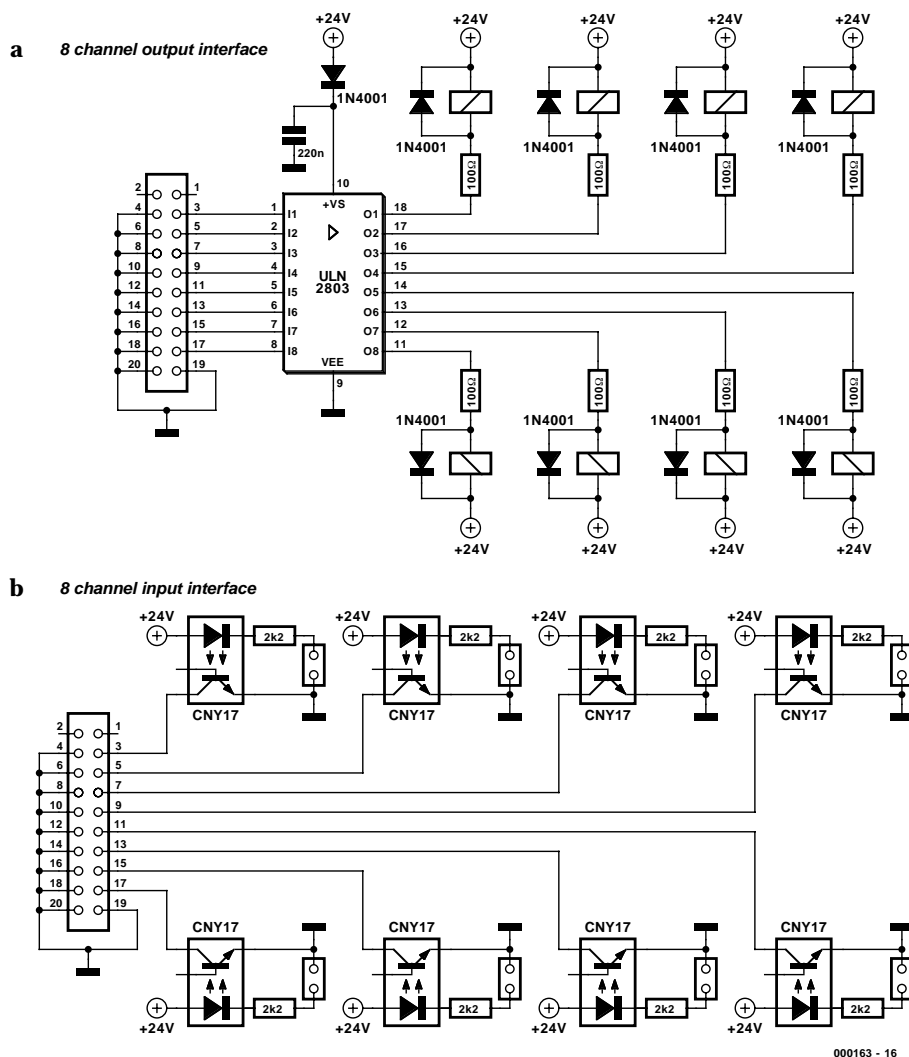 a 8 channel output interface
+24V +24V +24V +24V +24V
1N4001
220n
1N4001 1N4001 1N4001 1N4001
100Ω 100Ω 100Ω 100Ω
10
+VS
2 1
4 3 1 I1 O1 18
6 5 2 I2 O2 17
8 7 3 I3 O3 16
10 9 4 I4 O4 15
12 11 5 I5 O5 14
14 13 6 I6 O6 13
16 15 7 I7 O7 12
18 17 8 I8 O8 11
20 19
ULN
2803
VEE
9
100Ω 100Ω 100Ω 100Ω
1N4001 1N4001 1N4001 1N4001
+24V +24V +24V +24V
b 8 channel input interface
+24V +24V +24V +24V
2k2 2k2 2k2 2k2
CNY17 CNY17 CNY17 CNY17
2 1
4 3
6 5
8 7
10 9
12 11
14 13
16 15
18 17
20 19
CNY17 CNY17 CNY17 CNY17
2k2 2k2 2k2 2k2
+24V +24V +24V +24V
000163 - 16